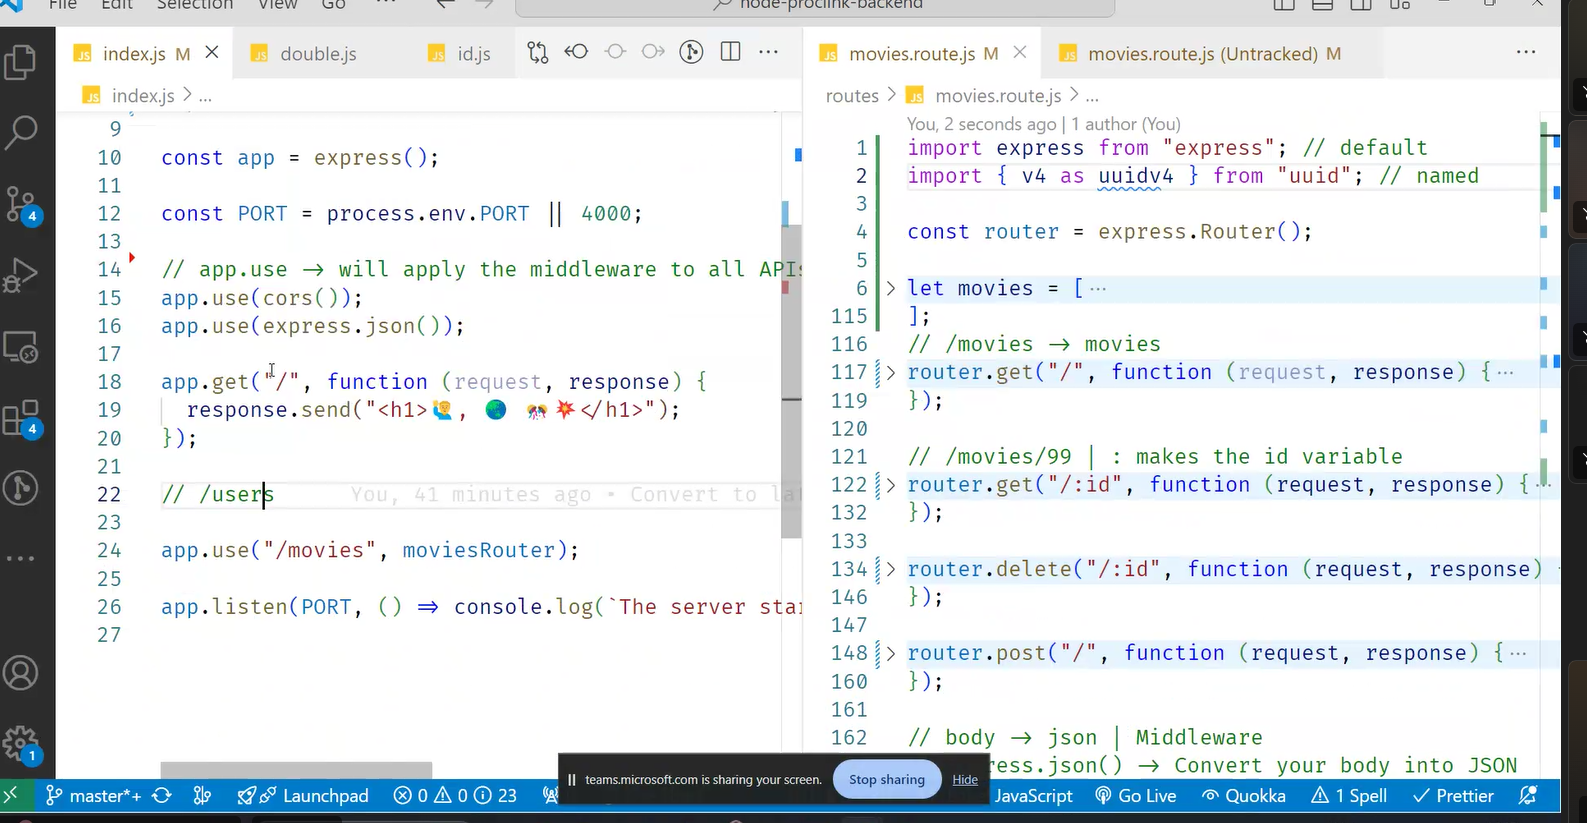 File Edit Selection View Go ··· node-proclink-backend
index.js M double.js id.js
index.js > ...
9
10 const app = express();
11
12 const PORT = process.env.PORT || 4000;
13
14 // app.use → will apply the middleware to all APIs
15 app.use(cors());
16 app.use(express.json());
17
18 app.get("/", function (request, response) {
19 response.send("<h1>🙋‍♂️, 🌏 🎊💥</h1>");
20 });
21
22 // /users You, 41 minutes ago • Convert to la
23
24 app.use("/movies", moviesRouter);
25
26 app.listen(PORT, () ⇒ console.log(`The server star
27
movies.route.js M movies.route.js (Untracked) M
routes > movies.route.js > ...
You, 2 seconds ago | 1 author (You)
1 import express from "express"; // default
2 import { v4 as uuidv4 } from "uuid"; // named
3
4 const router = express.Router();
5
6 let movies = [ ···
115 ];
116 // /movies → movies
117 router.get("/", function (request, response) { ···
119 });
120
121 // /movies/99 | : makes the id variable
122 router.get("/:id", function (request, response) { ···
132 });
133
134 router.delete("/:id", function (request, response)
146 });
147
148 router.post("/", function (request, response) { ···
160 });
161
162 // body → json | Middleware
ress.json() → Convert your body into JSON
4
4
1
teams.microsoft.com is sharing your screen. Stop sharing Hide
master*+ Launchpad 0 0 23 JavaScript Go Live Quokka 1 Spell Prettier